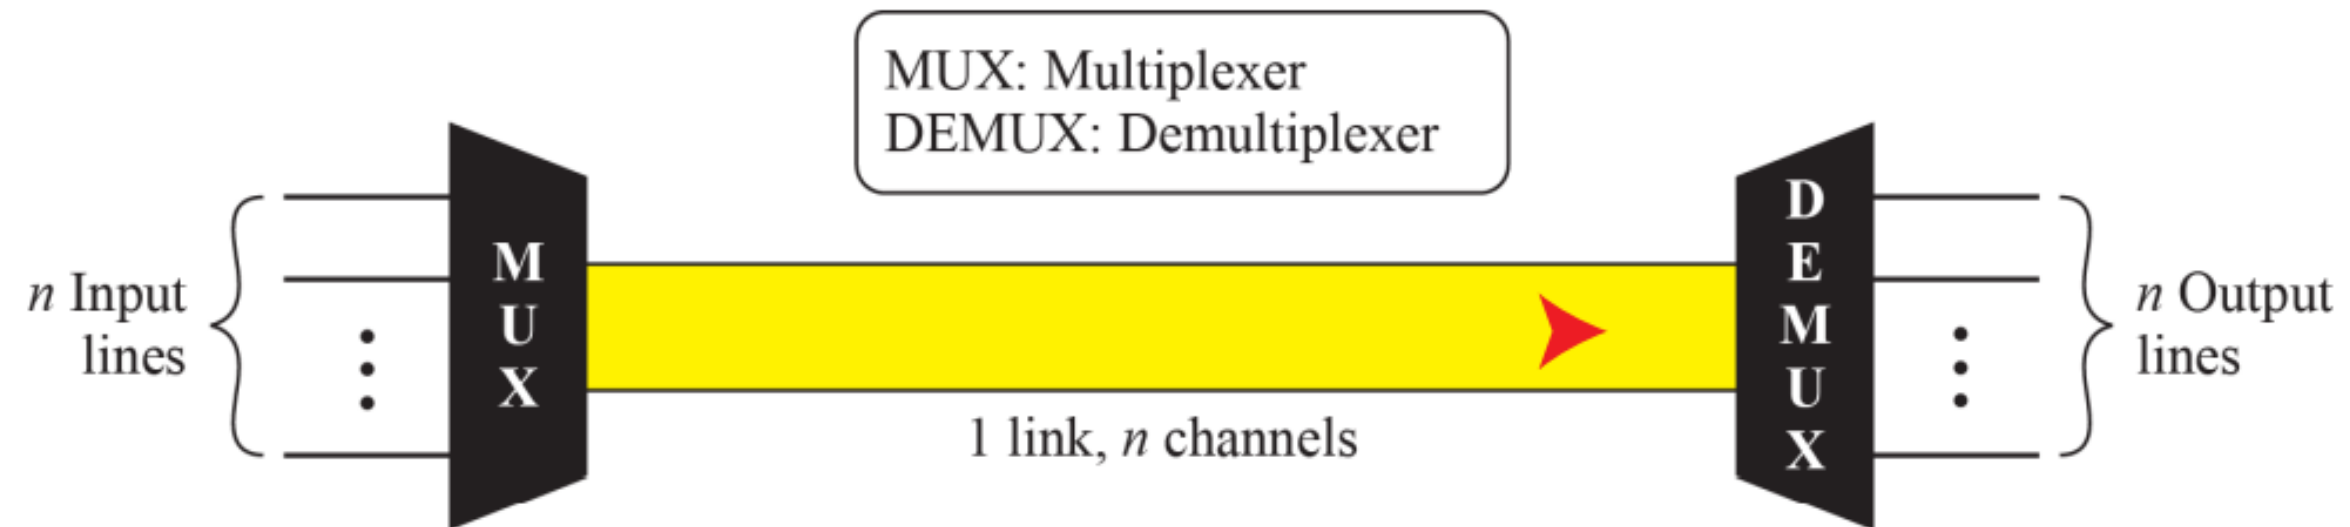 MUX: Multiplexer
DEMUX: Demultiplexer
n Input
lines
MUX
1 link, n channels
DEMUX
n Output
lines